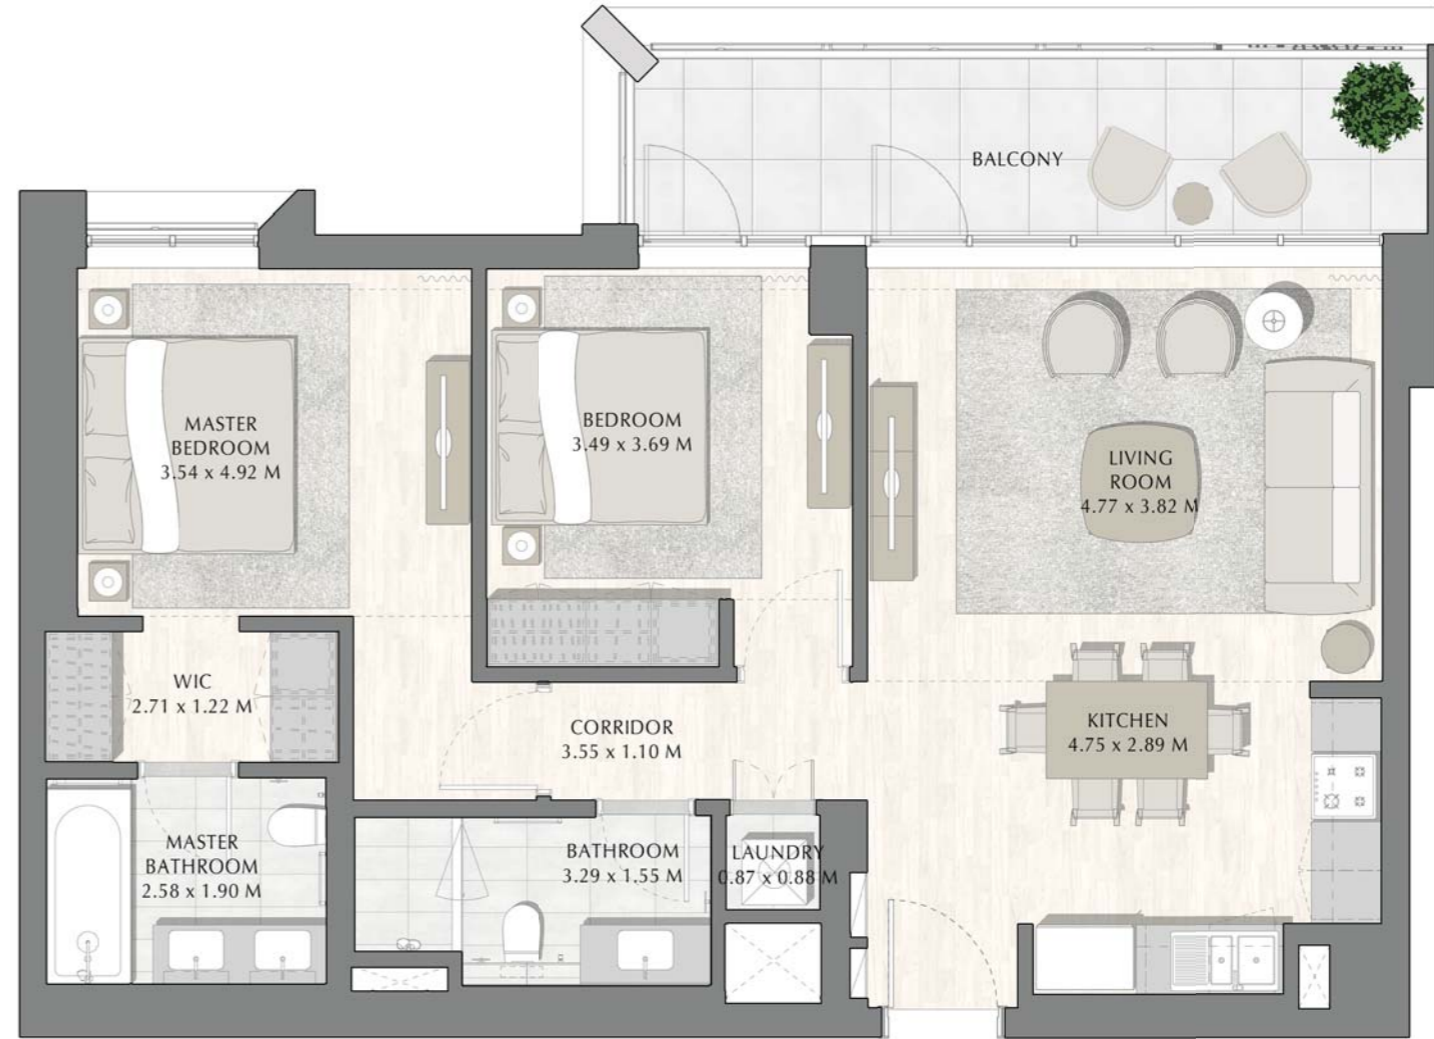 BALCONY
MASTER
BEDROOM
3.54 x 4.92 M
BEDROOM
3.49 x 3.69 M
LIVING
ROOM
4.77 x 3.82 M
WIC
2.71 x 1.22 M
CORRIDOR
3.55 x 1.10 M
KITCHEN
4.75 x 2.89 M
MASTER
BATHROOM
2.58 x 1.90 M
BATHROOM
3.29 x 1.55 M
LAUNDRY
0.87 x 0.88 M